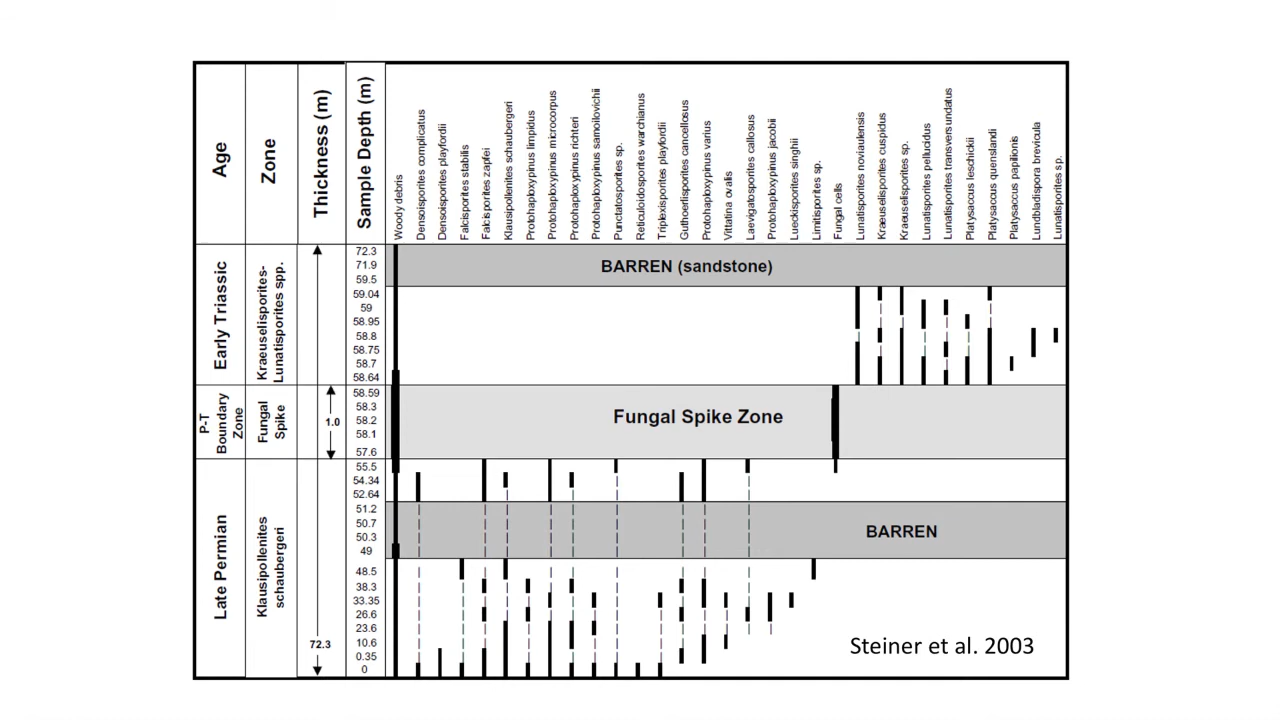 Age
Zone
Thickness (m)
Sample Depth (m)
Woody debris
Densoisporites complicatus
Densoisporites playfordii
Falcisporites stabilis
Falcisporites zapfei
Klausipollenites schaubergeri
Protohaploxypinus limpidus
Protohaploxypinus microcorpus
Protohaploxypinus richteri
Protohaploxypinus samoilovichii
Punctatosporites sp.
Reticuloidosporites warchianus
Triplexisporites playfordii
Guthoerlisporites cancellosus
Protohaploxypinus varius
Vittatina ovalis
Laevigatosporites callosus
Protohaploxypinus jacobii
Lueckisporites singhii
Limitisporites sp.
Fungal cells
Lunatisporites noviaulensis
Kraeuselisporites cuspidus
Kraeuselisporites sp.
Lunatisporites pellucidus
Lunatisporites transversundatus
Platysaccus leschickii
Platysaccus quenslandi
Platysaccus papilionis
Lundbladispora brevicula
Lunatisporites sp.
Early Triassic
Kraeuselisporites-
Lunatisporites spp.
72.3
71.9
59.5
BARREN (sandstone)
59.04
59
58.95
58.8
58.75
58.7
58.64
P-T
Boundary
Zone
Fungal
Spike
1.0
58.59
58.3
58.2
58.1
57.6
Fungal Spike Zone
Late Permian
Klausipollenites
schaubergeri
72.3
55.5
54.34
52.64
51.2
50.7
50.3
49
BARREN
48.5
38.3
33.35
26.6
23.6
10.6
0.35
0
Steiner et al. 2003